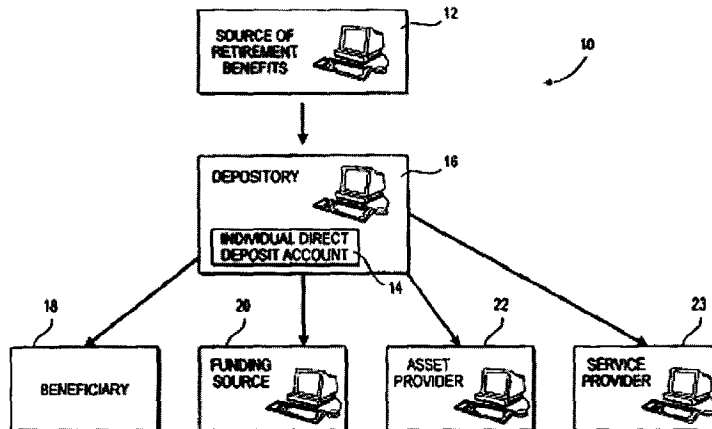 12
SOURCE OF
RETIREMENT
BENEFITS
10
16
DEPOSITORY
INDIVIDUAL DIRECT
DEPOSIT ACCOUNT
14
18
20
22
23
BENEFICIARY
FUNDING
SOURCE
ASSET
PROVIDER
SERVICE
PROVIDER